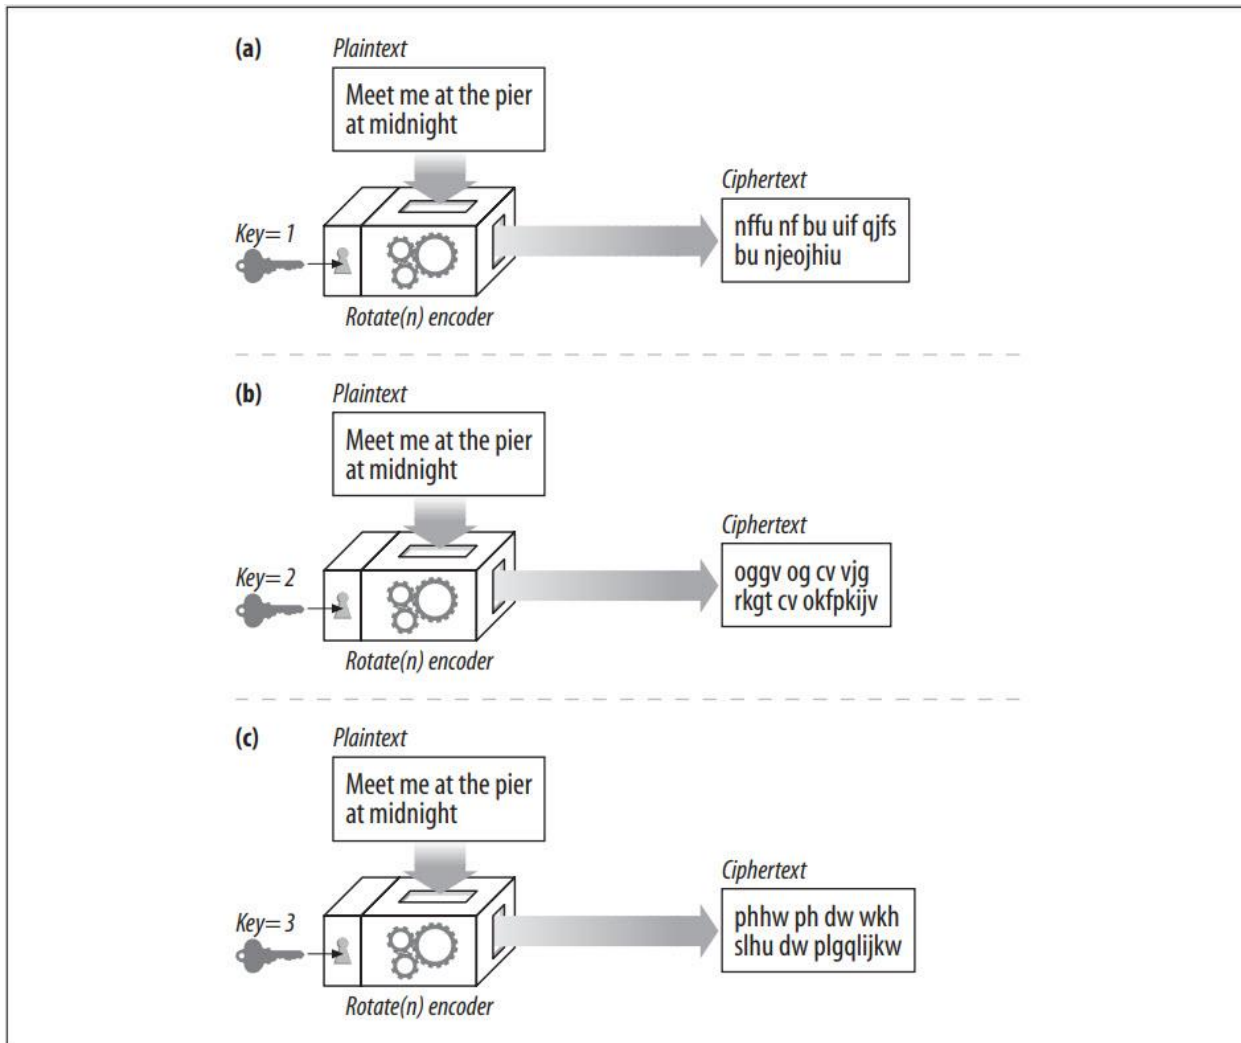 (a)
Plaintext
Meet me at the pier
at midnight
Ciphertext
nffu nf bu uif qjfs
bu njeojhiu
Key= 1
Rotate(n) encoder
(b)
Plaintext
Meet me at the pier
at midnight
Ciphertext
oggv og cv vjg
rkgt cv okfpkijv
Key= 2
Rotate(n) encoder
(c)
Plaintext
Meet me at the pier
at midnight
Ciphertext
phhw ph dw wkh
slhu dw plgqlijkw
Key= 3
Rotate(n) encoder